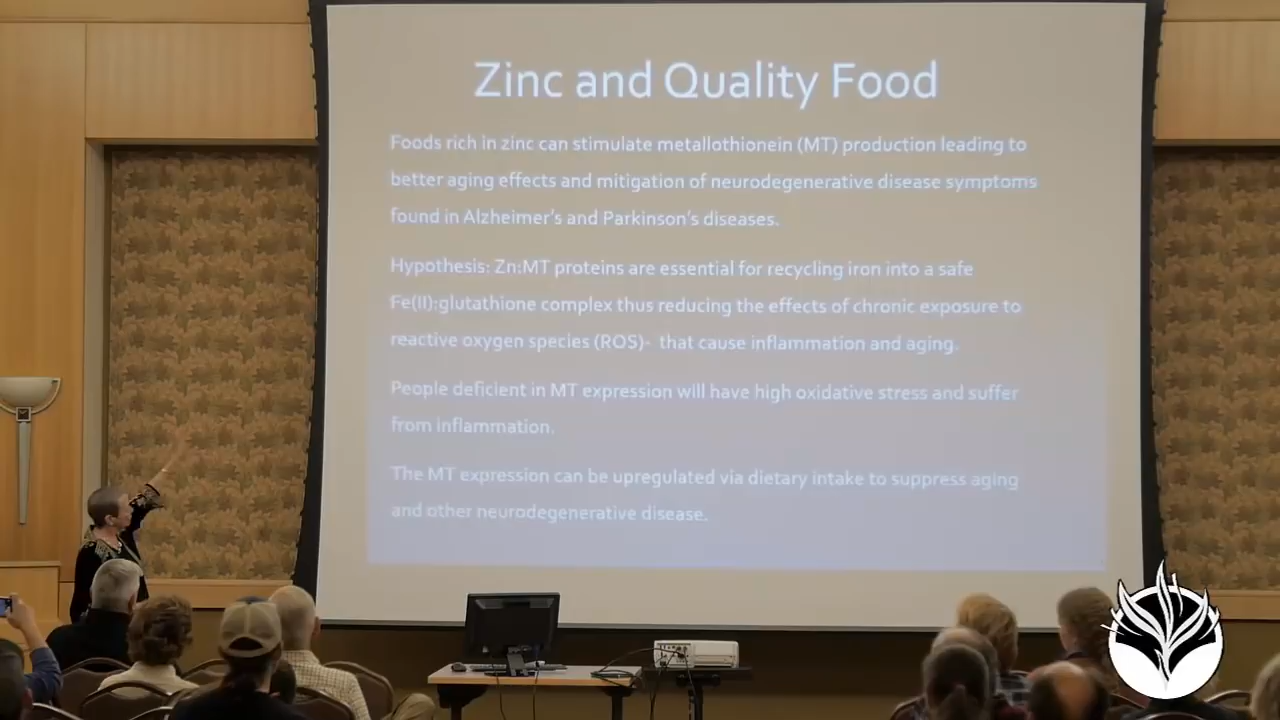 Zinc and Quality Food
Foods rich in zinc can stimulate metallothionein (MT) production leading to
better aging effects and mitigation of neurodegenerative disease symptoms
found in Alzheimer's and Parkinson's diseases.
Hypothesis: Zn:MT proteins are essential for recycling iron into a safe
Fe(II):glutathione complex thus reducing the effects of chronic exposure to
reactive oxygen species (ROS)- that cause inflammation and aging.
People deficient in MT expression will have high oxidative stress and suffer
from inflammation.
The MT expression can be upregulated via dietary intake to suppress aging
and other neurodegenerative disease.